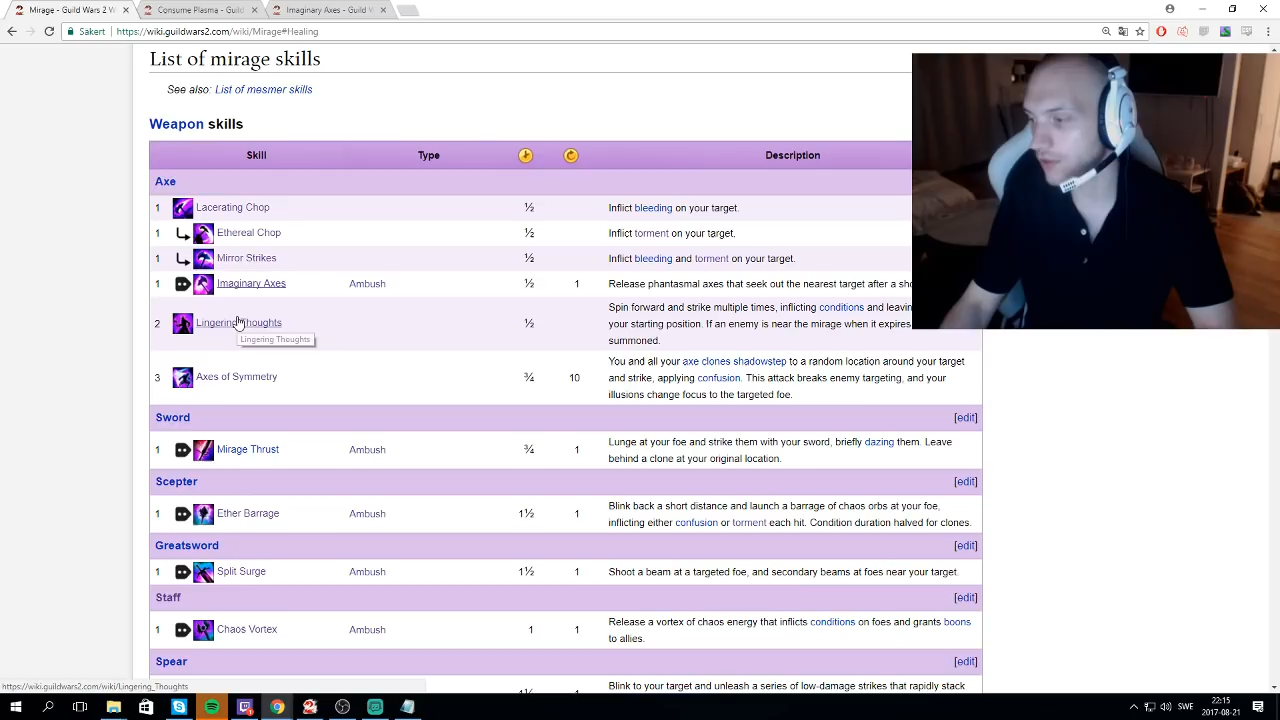 Mirage - Guild Wars 2 W
Consume Plasma - Guild
Imaginary Axes - Guild W
Säkert
https://wiki.guildwars2.com/wiki/Mirage#Healing
List of mirage skills
See also: List of mesmer skills
Weapon skills
Skill Type Description
Axe
1 Lacerating Chop ½ Inflict bleeding on your target.
1 Ethereal Chop ½ Inflict torment on your target.
1 Mirror Strikes ½ Inflict bleeding and torment on your target.
1 Imaginary Axes Ambush ½ 1 Release phantasmal axes that seek out the nearest target after a sho
2 Lingering Thoughts ½ Spin forward and strike multiple times, inflicting conditions and leavin
your starting position. If an enemy is near the mirage when it expires
summoned.
Lingering Thoughts
3 Axes of Symmetry ¾ 10 You and all your axe clones shadowstep to a random location around your target
and strike, applying confusion. This attack breaks enemy targeting, and your
illusions change focus to the targeted foe.
Sword [edit]
1 Mirage Thrust Ambush ¾ 1 Lunge at your foe and strike them with your sword, briefly dazing them. Leave
behind a clone at your original location.
Scepter [edit]
1 Ether Barrage Ambush 1½ 1 Blink back a short distance and launch a barrage of chaos orbs at your foe,
inflicting either confusion or torment each hit. Condition duration halved for clones.
Greatsword [edit]
1 Split Surge Ambush 1½ 1 Shoot a beam at a targeted foe, and secondary beams at foes near your target.
Staff [edit]
1 Chaos Vortex Ambush 1 1 Release a vortex of chaos energy that inflicts conditions on foes and grants boons
to allies.
Spear [edit]
Blink to your target and unleash a series of low-damage strikes that rapidly stack
https://wiki.guildwars2.com/wiki/Lingering_Thoughts
SWE
22:15
2017-08-21